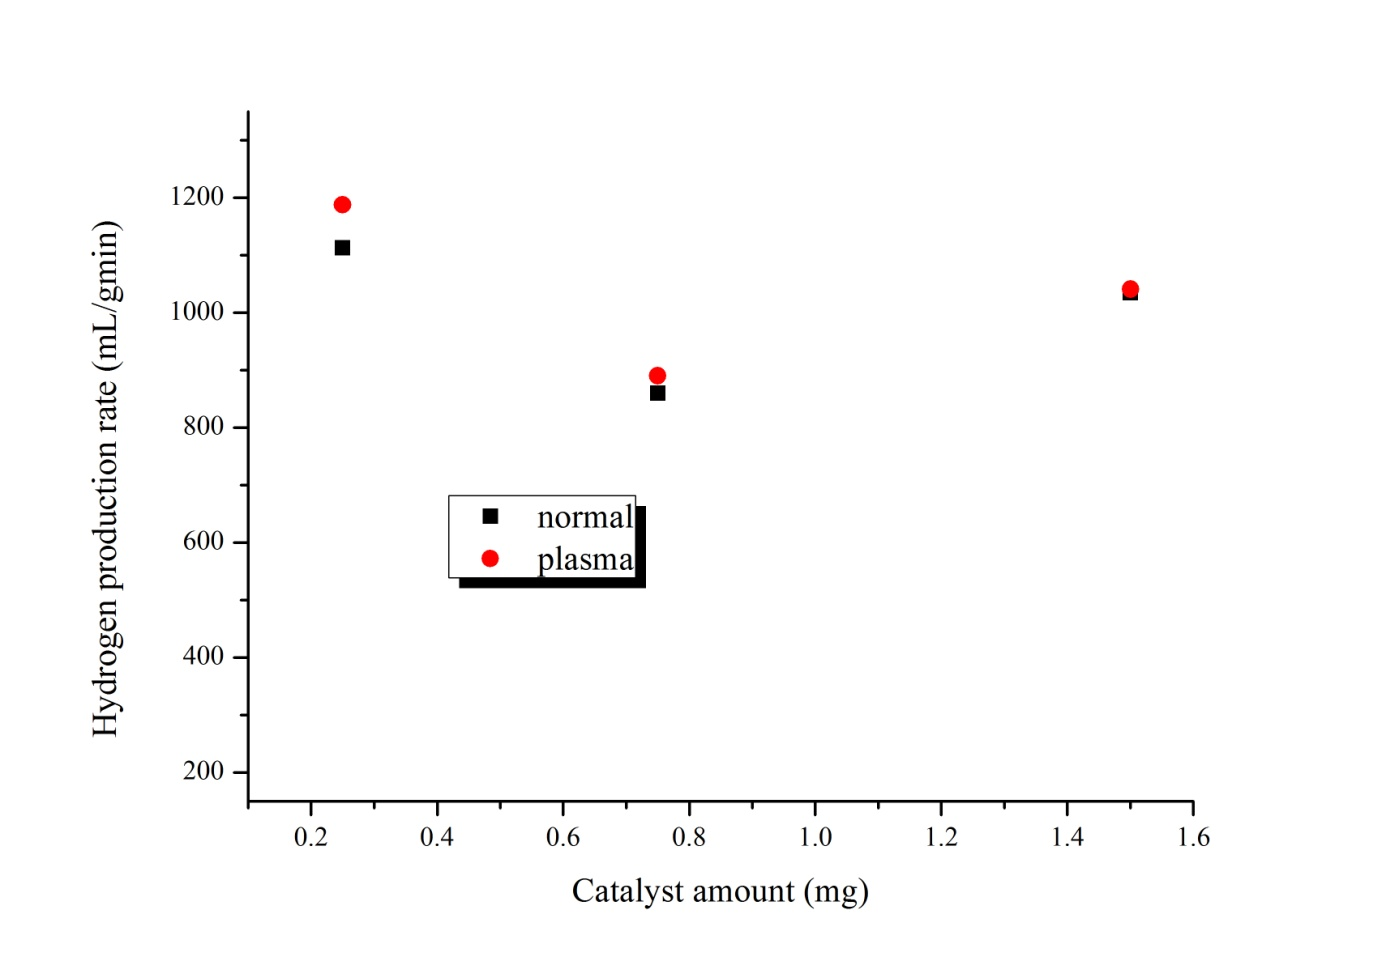 1200
1000
800
600
400
200
Hydrogen production rate (mL/gmin)
normal
plasma
0.2 0.4 0.6 0.8 1.0 1.2 1.4 1.6
Catalyst amount (mg)